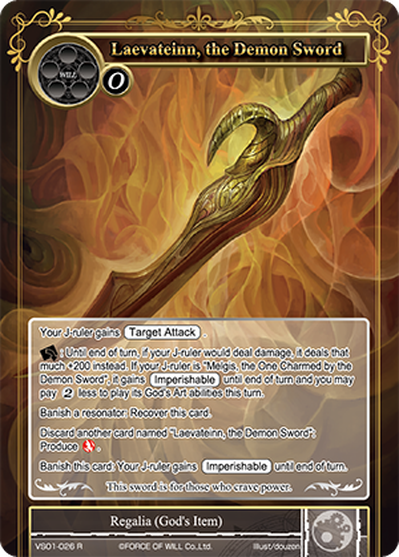 Laevateinn, the Demon Sword
WILL
0
Your J-ruler gains Target Attack .
: Until end of turn, if your J-ruler would deal damage, it deals that
much +200 instead. If your J-ruler is "Melgis, the One Charmed by the
Demon Sword", it gains Imperishable until end of turn and you may
pay 2 less to play its God's Art abilities this turn.
Banish a resonator: Recover this card.
Discard another card named "Laevateinn, the Demon Sword":
Produce .
Banish this card: Your J-ruler gains Imperishable until end of turn.
This sword is for those who crave power.
Regalia (God's Item)
VS01-026 R ©FORCE OF WILL Co.,Ltd. Illust/douzen